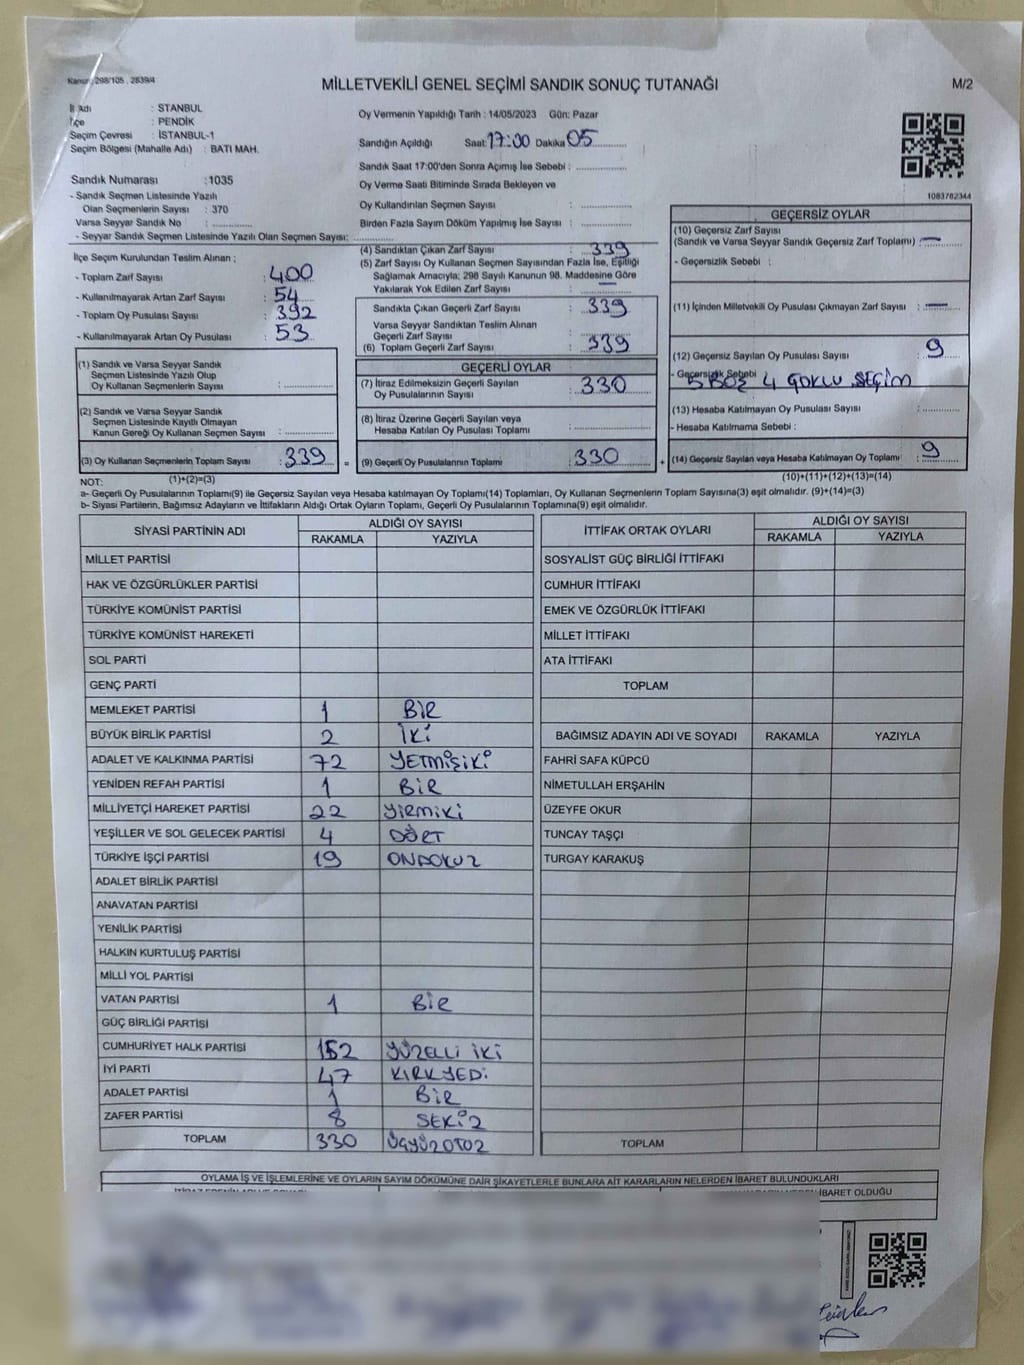 Kanun: 298/105 , 2839/4
MİLLETVEKİLİ GENEL SEÇİMİ SANDIK SONUÇ TUTANAĞI
M/2
İl Adı : STANBUL
İlçe : PENDİK
Seçim Çevresi : İSTANBUL-1
Seçim Bölgesi (Mahalle Adı) : BATI MAH.
Sandık Numarası : 1035
- Sandık Seçmen Listesinde Yazılı
Olan Seçmenlerin Sayısı : 370
Varsa Seyyar Sandık No : ..............
- Seyyar Sandık Seçmen Listesinde Yazılı Olan Seçmen Sayısı: ..............
İlçe Seçim Kurulundan Teslim Alınan ;
- Toplam Zarf Sayısı : 400
- Kullanılmayarak Artan Zarf Sayısı : 54
- Toplam Oy Pusulası Sayısı : 392
- Kullanılmayarak Artan Oy Pusulası : 53
Oy Vermenin Yapıldığı Tarih : 14/05/2023 Gün: Pazar
Sandığın Açıldığı Saat: 17:00 Dakika 05
Sandık Saat 17:00'den Sonra Açımış İse Sebebi : ..............
Oy Verme Saati Bitiminde Sırada Bekleyen ve
Oy Kullandırılan Seçmen Sayısı : ..............
Birden Fazla Sayım Döküm Yapılmış İse Sayısı : ..............
(4) Sandıktan Çıkan Zarf Sayısı : 339
(5) Zarf Sayısı Oy Kullanan Seçmen Sayısından Fazla İse, Eşitliği
Sağlamak Amacıyla; 298 Sayılı Kanunun 98. Maddesine Göre
Yakılarak Yok Edilen Zarf Sayısı : —
Sandıkta Çıkan Geçerli Zarf Sayısı : 339
Varsa Seyyar Sandıktan Teslim Alınan
Geçerli Zarf Sayısı :
(6) Toplam Geçerli Zarf Sayısı : 339
1083782344
GEÇERSİZ OYLAR
(10) Geçersiz Zarf Sayısı
(Sandık ve Varsa Seyyar Sandık Geçersiz Zarf Toplamı) : —
- Geçersizlik Sebebi :
(11) İçinden Milletvekili Oy Pusulası Çıkmayan Zarf Sayısı : —
(12) Geçersiz Sayılan Oy Pusulası Sayısı : 9
- Geçersizlik Sebebi
5 BOŞ 4 ÇOKLU SEÇİM
(13) Hesaba Katılmayan Oy Pusulası Sayısı : ..............
- Hesaba Katılmama Sebebi :
(14) Geçersiz Sayılan veya Hesaba Katılmayan Oy Toplamı : 9
(10)+(11)+(12)+(13)=(14)
(1) Sandık ve Varsa Seyyar Sandık
Seçmen Listesinde Yazılı Olup
Oy Kullanan Seçmenlerin Sayısı : ..............
(2) Sandık ve Varsa Seyyar Sandık
Seçmen Listesinde Kayıtlı Olmayan
Kanun Gereği Oy Kullanan Seçmen Sayısı : ..............
(3) Oy Kullanan Seçmenlerin Toplam Sayısı : 339 =
(1)+(2)=(3)
GEÇERLİ OYLAR
(7) İtiraz Edilmeksizin Geçerli Sayılan
Oy Pusulalarının Sayısı : 330
(8) İtiraz Üzerine Geçerli Sayılan veya
Hesaba Katılan Oy Pusulası Toplamı : ..............
(9) Geçerli Oy Pusulalarının Toplamı : 330 +
NOT:
a- Geçerli Oy Pusulalarının Toplamı(9) ile Geçersiz Sayılan veya Hesaba katılmayan Oy Toplamı(14) Toplamları, Oy Kullanan Seçmenlerin Toplam Sayısına(3) eşit olmalıdır. (9)+(14)=(3)
b- Siyasi Partilerin, Bağımsız Adayların ve İttifakların Aldığı Ortak Oyların Toplamı, Geçerli Oy Pusulalarının Toplamına(9) eşit olmalıdır.
SİYASİ PARTİNİN ADI ALDIĞI OY SAYISI
RAKAMLA YAZIYLA
MİLLET PARTİSİ
HAK VE ÖZGÜRLÜKLER PARTİSİ
TÜRKİYE KOMÜNİST PARTİSİ
TÜRKİYE KOMÜNİST HAREKETİ
SOL PARTİ
GENÇ PARTİ
MEMLEKET PARTİSİ 1 BİR
BÜYÜK BİRLİK PARTİSİ 2 İKİ
ADALET VE KALKINMA PARTİSİ 72 YETMİŞİKİ
YENİDEN REFAH PARTİSİ 1 BİR
MİLLİYETÇİ HAREKET PARTİSİ 22 YİRMİKİ
YEŞİLLER VE SOL GELECEK PARTİSİ 4 DÖRT
TÜRKİYE İŞÇİ PARTİSİ 19 ONDOKUZ
ADALET BİRLİK PARTİSİ
ANAVATAN PARTİSİ
YENİLİK PARTİSİ
HALKIN KURTULUŞ PARTİSİ
MİLLİ YOL PARTİSİ
VATAN PARTİSİ 1 BİR
GÜÇ BİRLİĞİ PARTİSİ
CUMHURİYET HALK PARTİSİ 152 YÜZELLİ İKİ
İYİ PARTİ 47 KIRKYEDİ
ADALET PARTİSİ 1 BİR
ZAFER PARTİSİ 8 SEKİZ
TOPLAM 330 ÜÇYÜZOTUZ
İTTİFAK ORTAK OYLARI ALDIĞI OY SAYISI
RAKAMLA YAZIYLA
SOSYALİST GÜÇ BİRLİĞİ İTTİFAKI
CUMHUR İTTİFAKI
EMEK VE ÖZGÜRLÜK İTTİFAKI
MİLLET İTTİFAKI
ATA İTTİFAKI
TOPLAM
BAĞIMSIZ ADAYIN ADI VE SOYADI RAKAMLA YAZIYLA
FAHRİ SAFA KÜPCÜ
NİMETULLAH ERŞAHİN
ÜZEYFE OKUR
TUNCAY TAŞÇI
TURGAY KARAKUŞ
TOPLAM
OYLAMA İŞ VE İŞLEMLERİNE VE OYLARIN SAYIM DÖKÜMÜNE DAİR ŞİKAYETLERLE BUNLARA AİT KARARLARIN NELERDEN İBARET BULUNDUKLARI
İBARET OLDUĞU